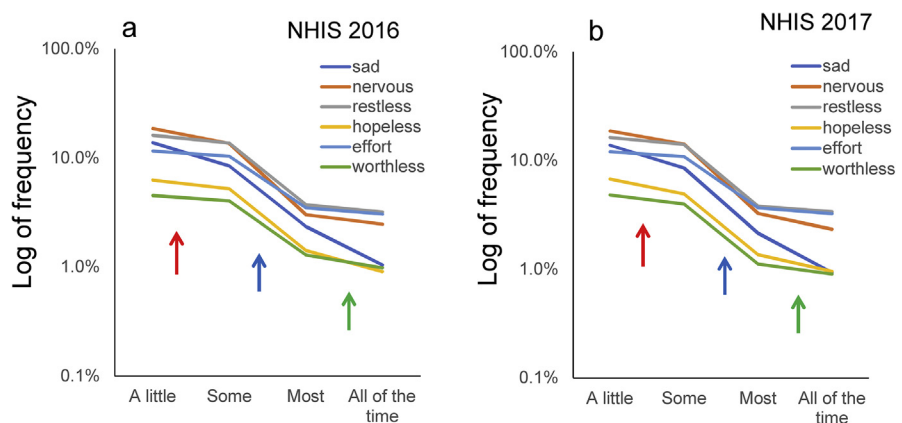 a
NHIS 2016
100.0%
10.0%
1.0%
0.1%
Log of frequency
sad
nervous
restless
hopeless
effort
worthless
A little
Some
Most
All of the
time
b
NHIS 2017
100.0%
10.0%
1.0%
0.1%
Log of frequency
sad
nervous
restless
hopeless
effort
worthless
A little
Some
Most
All of the
time